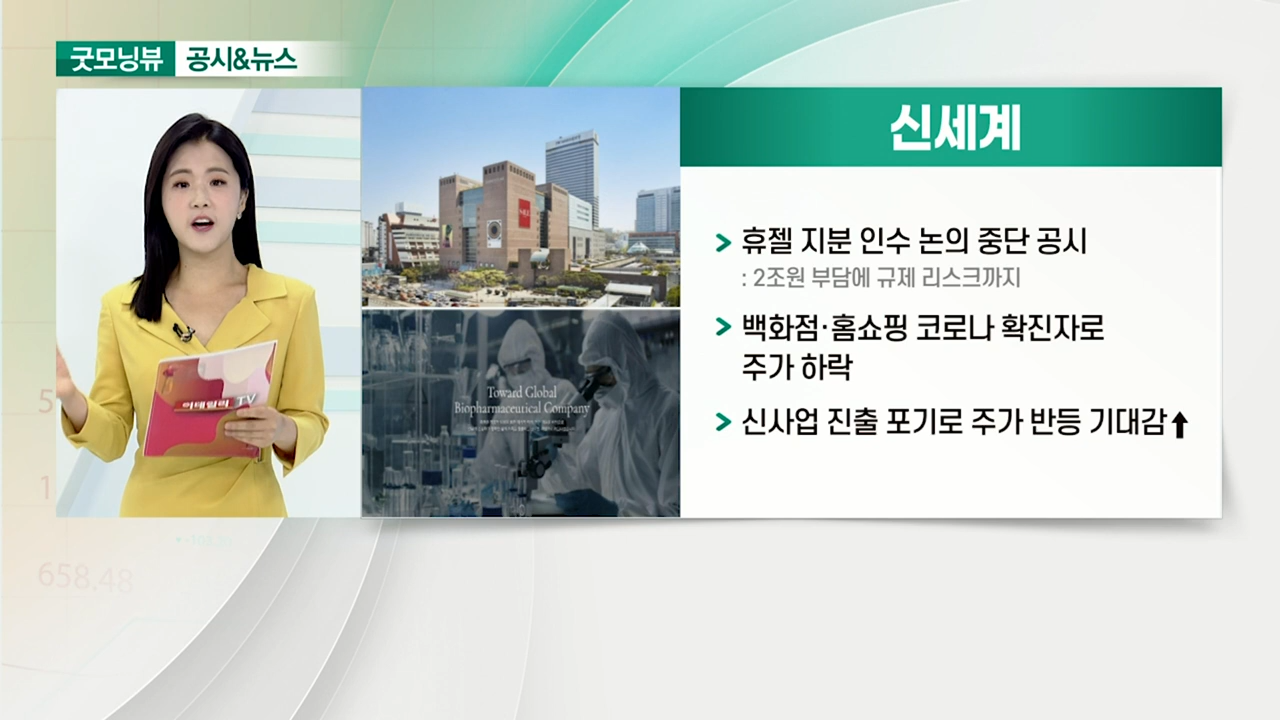 굿모닝뷰 공시&뉴스
신세계
휴젤 지분 인수 논의 중단 공시
: 2조원 부담에 규제 리스크까지
백화점·홈쇼핑 코로나 확진자로
주가 하락
신사업 진출 포기로 주가 반등 기대감⬆
Toward Global
Biopharmaceutical Company
이데일리 TV
658.48